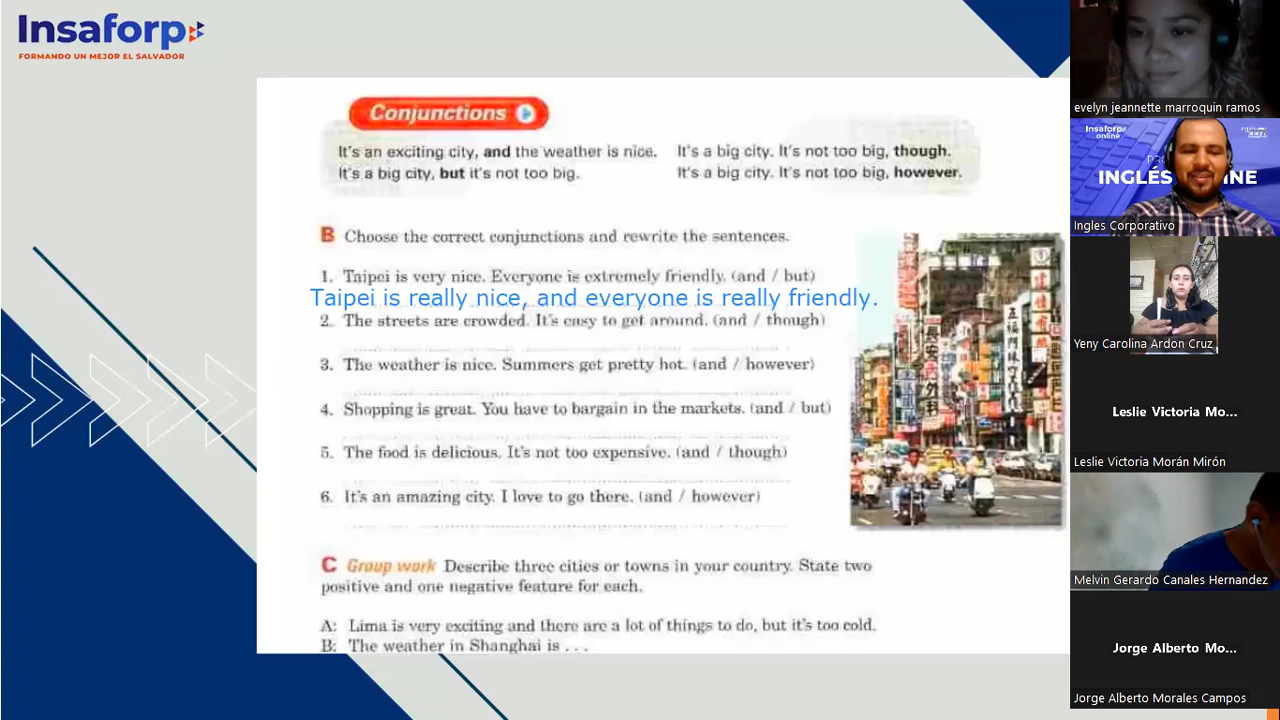 Insaforp
FORMANDO UN MEJOR EL SALVADOR
Conjunctions
It's an exciting city, and the weather is nice.
It's a big city, but it's not too big.
It's a big city. It's not too big, though.
It's a big city. It's not too big, however.
B Choose the correct conjunctions and rewrite the sentences.
1. Taipei is very nice. Everyone is extremely friendly. (and / but)
Taipei is really nice, and everyone is really friendly.
2. The streets are crowded. It's easy to get around. (and / though)
3. The weather is nice. Summers get pretty hot. (and / however)
4. Shopping is great. You have to bargain in the markets. (and / but)
5. The food is delicious. It's not too expensive. (and / though)
6. It's an amazing city. I love to go there. (and / however)
C Group work Describe three cities or towns in your country. State two
positive and one negative feature for each.
A: Lima is very exciting and there are a lot of things to do, but it's too cold.
B: The weather in Shanghai is . . .
evelyn jeannette marroquin ramos
Insaforp
online
INGLÉS
INE
Ingles Corporativo
Yeny Carolina Ardon Cruz
Leslie Victoria Mo...
Leslie Victoria Morán Mirón
Melvin Gerardo Canales Hernandez
Jorge Alberto Mo...
Jorge Alberto Morales Campos